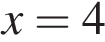 x = 4